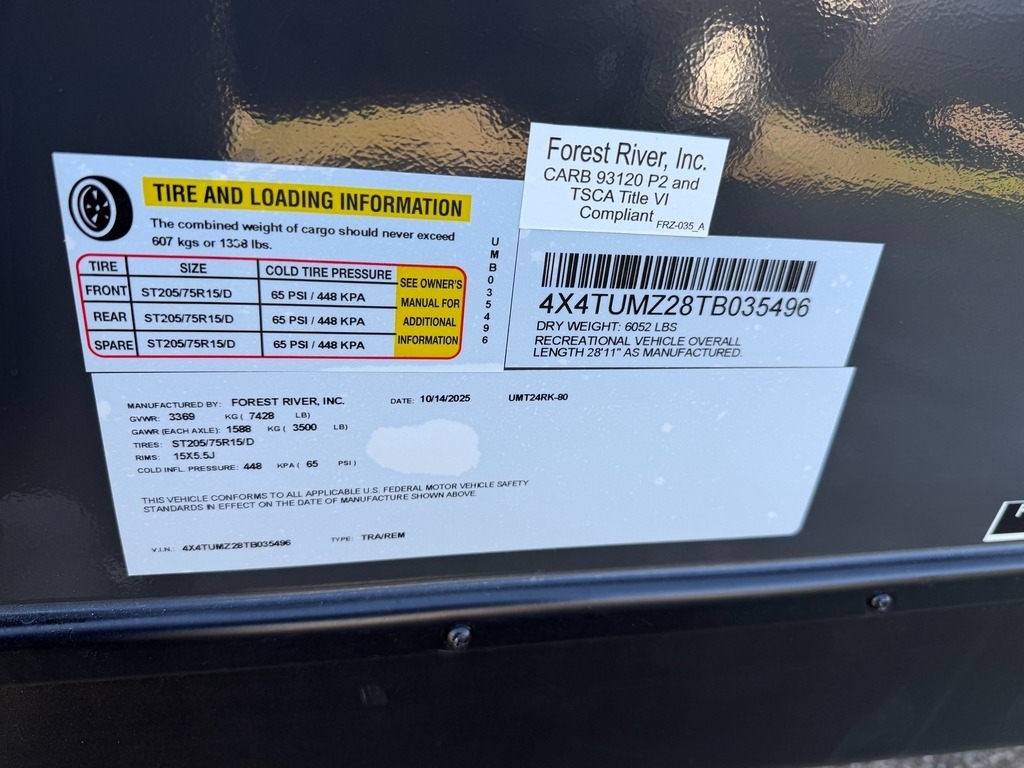 Forest River, Inc.
CARB 93120 P2 and
TSCA Title VI
Compliant
FRZ-035_A
TIRE AND LOADING INFORMATION
The combined weight of cargo should never exceed
607 kgs or 1338 lbs.
TIRE SIZE COLD TIRE PRESSURE
FRONT ST205/75R15/D 65 PSI / 448 KPA
REAR ST205/75R15/D 65 PSI / 448 KPA
SPARE ST205/75R15/D 65 PSI / 448 KPA
SEE OWNER'S
MANUAL FOR
ADDITIONAL
INFORMATION
UMB035496
4X4TUMZ28TB035496
DRY WEIGHT: 6052 LBS
RECREATIONAL VEHICLE OVERALL
LENGTH 28'11" AS MANUFACTURED.
MANUFACTURED BY: FOREST RIVER, INC. DATE: 10/14/2025 UMT24RK-80
GVWR: 3369 KG ( 7428 LB)
GAWR (EACH AXLE): 1588 KG ( 3500 LB)
TIRES: ST205/75R15/D
RIMS: 15X5.5J
COLD INFL. PRESSURE: 448 KPA ( 65 PSI )
THIS VEHICLE CONFORMS TO ALL APPLICABLE U.S. FEDERAL MOTOR VEHICLE SAFETY
STANDARDS IN EFFECT ON THE DATE OF MANUFACTURE SHOWN ABOVE.
V.I.N.: 4X4TUMZ28TB035496 TYPE: TRA/REM